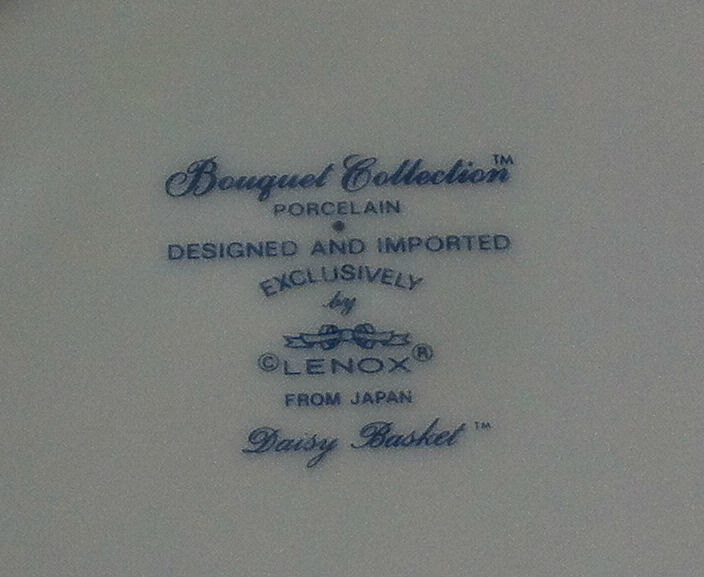 Bouquet Collection™
PORCELAIN
•
DESIGNED AND IMPORTED
EXCLUSIVELY
by
©LENOX®
FROM JAPAN
Daisy Basket™